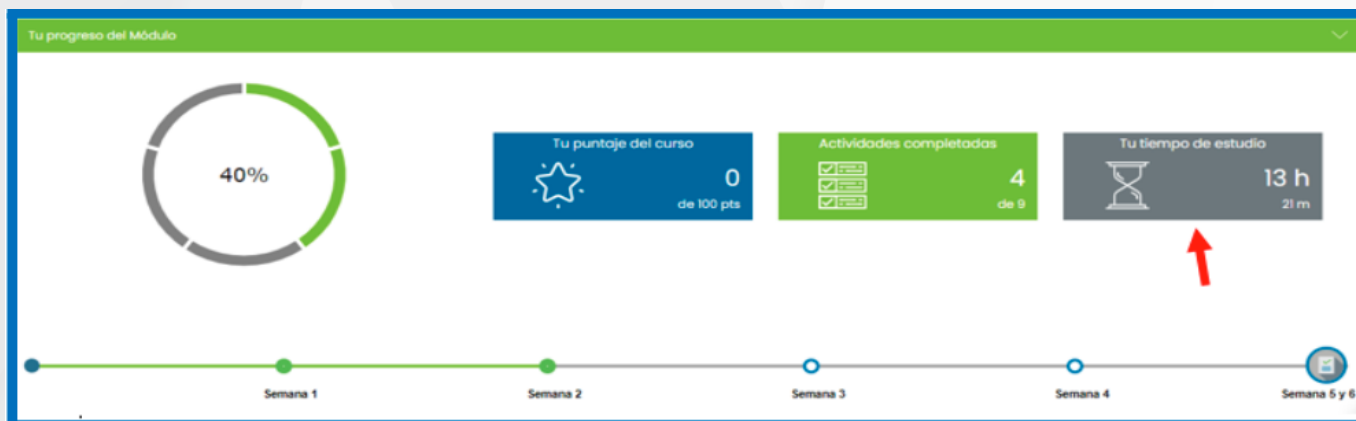 Tu progreso del Módulo
40%
Tu puntaje del curso
0
de 100 pts
Actividades completadas
4
de 9
Tu tiempo de estudio
13 h
21 m
Semana 1
Semana 2
Semana 3
Semana 4
Semana 5 y 6